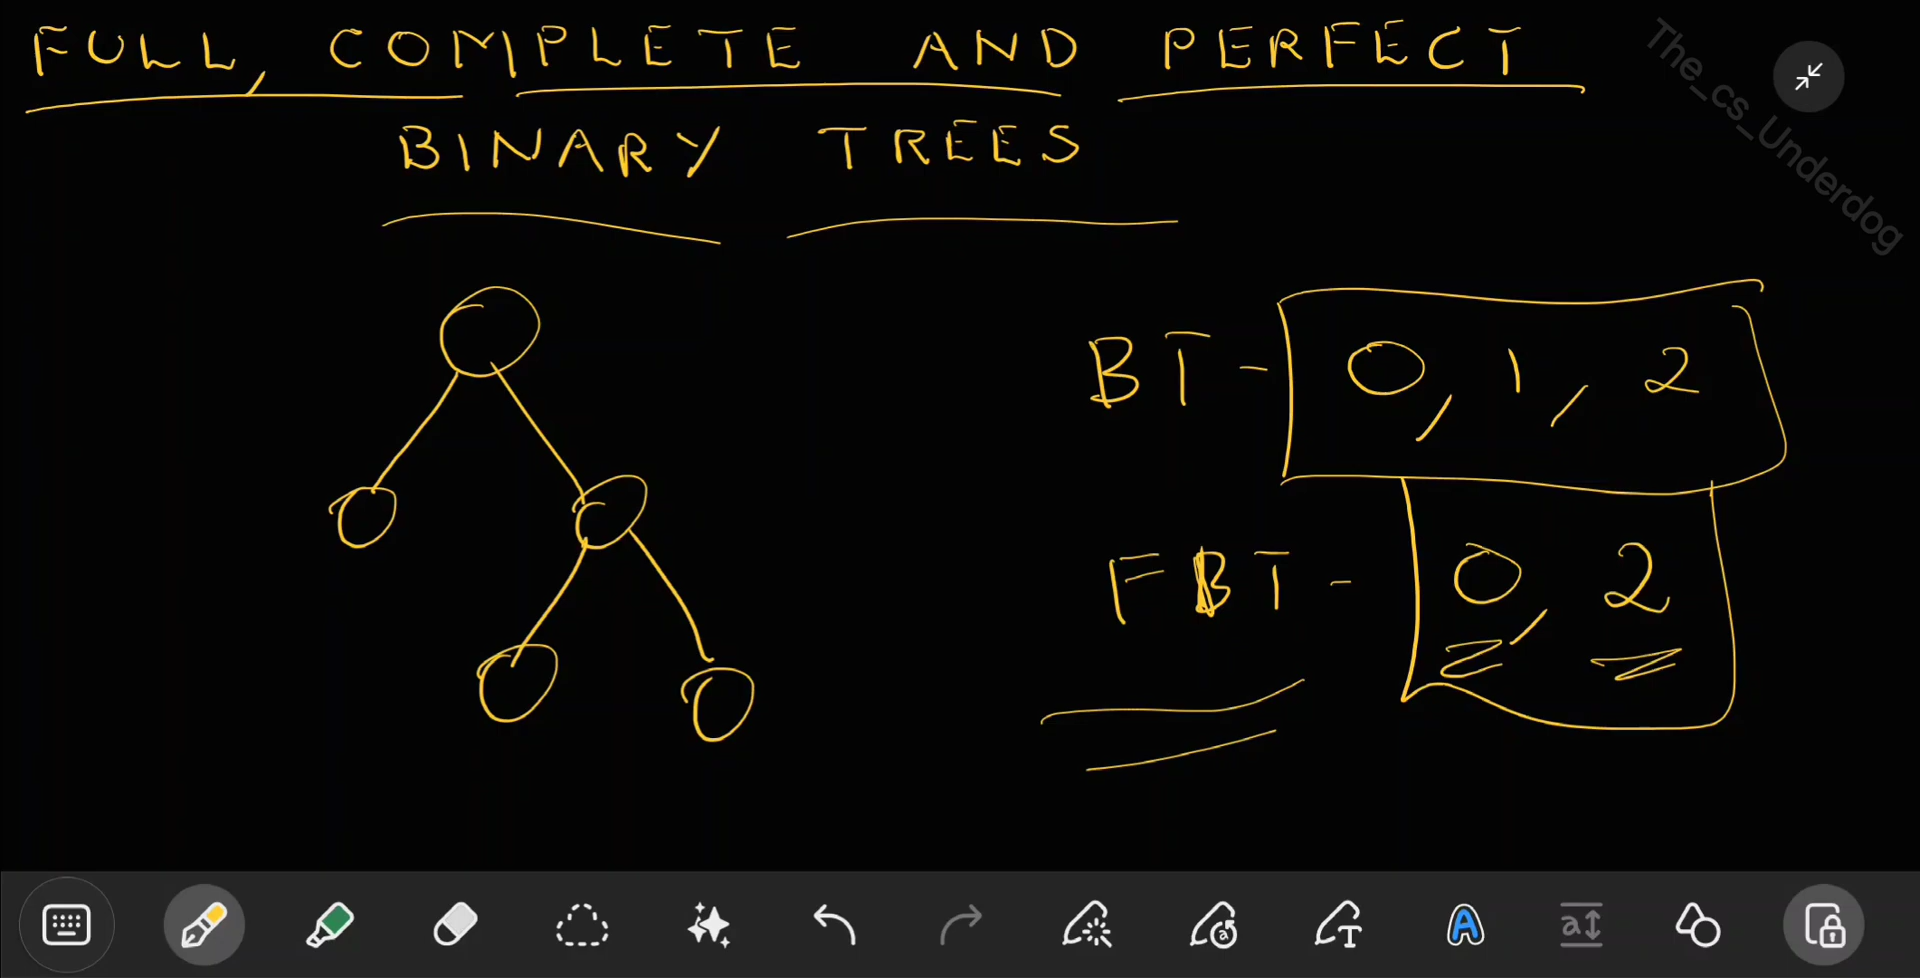 FULL, COMPLETE AND PERFECT
BINARY TREES
The_cs_Underdog
BT - 0, 1, 2
FBT - 0, 2